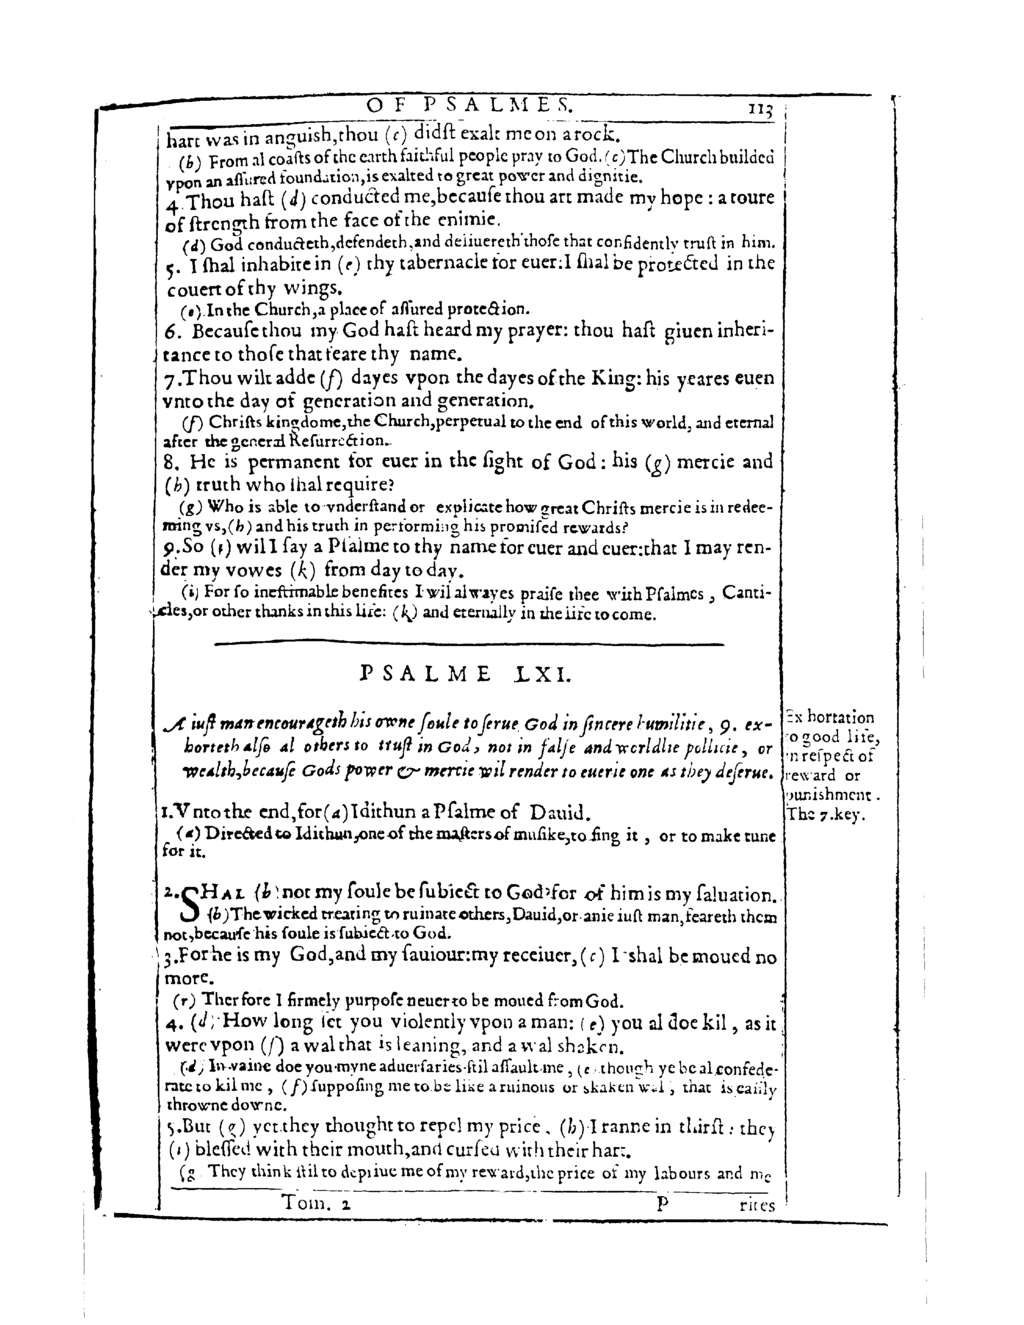 OF PSALMES. 113
hart was in anguish,thou (c) didſt exalt me on a rock.
(b) From al coaſts of the earth faithful people pray to God. (c) The Church builded
vpon an aſſured foundation,is exalted to great power and dignitie.
4. Thou haſt (d) conducted me,becauſe thou art made my hope : a toure
of ſtrength from the face of the enimie.
(d) God conducteth,defendeth,and deliuereth thoſe that confidently truſt in him.
5. I ſhal inhabite in (e) thy tabernacle for euer:I ſhal be protected in the
couert of thy wings.
(e) In the Church,a place of aſſured protection.
6. Becauſe thou my God haſt heard my prayer: thou haſt giuen inheri-
tance to thoſe that feare thy name.
7.Thou wilt adde (f) dayes vpon the dayes of the King: his yeares euen
vnto the day of generation and generation.
(f) Chriſts kingdome,the Church,perpetual to the end of this world, and eternal
after the general Reſurrection.
8. He is permanent for euer in the ſight of God : his (g) mercie and
(h) truth who ſhal require?
(g) Who is able to vnderſtand or explicate how great Chriſts mercie is in redee-
ming vs,(h) and his truth in performing his promiſed rewards?
9.So (i) will I ſay a Pſalme to thy name for euer and euer:that I may ren-
der my vowes (k) from day to day.
(i) For ſo ineſtimable benefites I wil alwayes praiſe thee with Pſalmes , Canti-
cles,or other thanks in this life: (k) and eternally in the life to come.
PSALME LXI.
A iuſt man encourageth his owne ſoule to ſerue God in ſincere humilitie , 9. ex-
horteth alſo al others to truſt in God, not in falſe and worldlie pollicie, or
wealth,becauſe Gods power & mercie wil render to euerie one as they deſerue.
Exhortation
to good life,
in reſpect of
reward or
punishment.
The 7.key.
1.Vnto the end,for (a) Idithun a Pſalme of Dauid.
(a) Directed to Idithun,one of the maſters of muſike,to ſing it , or to make tune
for it.
2. SHAL (b) not my ſoule be ſubiect to God?for of him is my ſaluation.
(b) The wicked treating to ruinate others,Dauid,or anie iuſt man,feareth them
not,becauſe his ſoule is ſubiect to God.
3.For he is my God,and my ſauiour:my receiuer,(c) I ſhal be moued no
more.
(c) Therfore I firmely purpoſe neuer to be moued from God.
4. (d) How long ſet you violently vpon a man: (e) you al doe kil , as it
were vpon (f) a wal that is leaning, and a wal shaken.
(d) In vaine doe you myne aduerſaries ſtil aſſault me , (e though ye be al confede-
rate to kil me , (f) ſuppoſing me to be like a ruinous or skaken wal , that is eaſily
throwne downe.
5.But (g) yet they thought to repel my price , (h) I ranne in thirſt : they
(i) bleſſed with their mouth,and curſed with their hart.
(g They think ſtil to depriue me of my reward,the price of my labours and me
Tom. 2 P rites